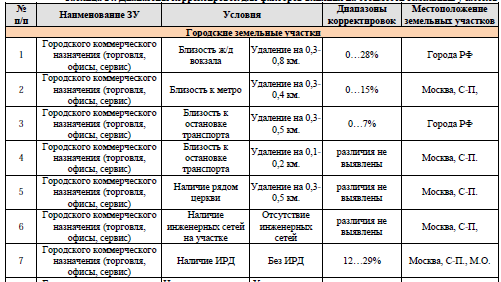 № п/п Наименование ЗУ Условия Диапазоны корректировок Местоположение земельных участков
Городские земельные участки
1 Городского коммерческого назначения (торговля, офисы, сервис) Близость ж/д вокзала Удаление на 0,3-0,8 км. 0…28% Города РФ
2 Городского коммерческого назначения (торговля, офисы, сервис) Близость к метро Удаление на 0,3-0,4 км. 0…15% Москва, С-П,
3 Городского коммерческого назначения (торговля, офисы, сервис) Близость к остановке транспорта Удаление на 0,3-0,5 км. 0…7% Города РФ
4 Городского коммерческого назначения (торговля, офисы, сервис) Близость к остановке транспорта Удаление на 0,1-0,2 км. различия не выявлены Москва, С-П.
5 Городского коммерческого назначения (торговля, офисы, сервис) Наличие рядом церкви Удаление на 0,3-0,5 км. различия не выявлены Москва, С-П.
6 Городского коммерческого назначения (торговля, офисы, сервис) Наличие инженерных сетей на участке Отсутствие инженерных сетей различия не выявлены Москва, С-П,
7 Городского коммерческого назначения (торговля, офисы, сервис) Наличие ИРД Без ИРД 12…29% Москва, С-П., М.О.